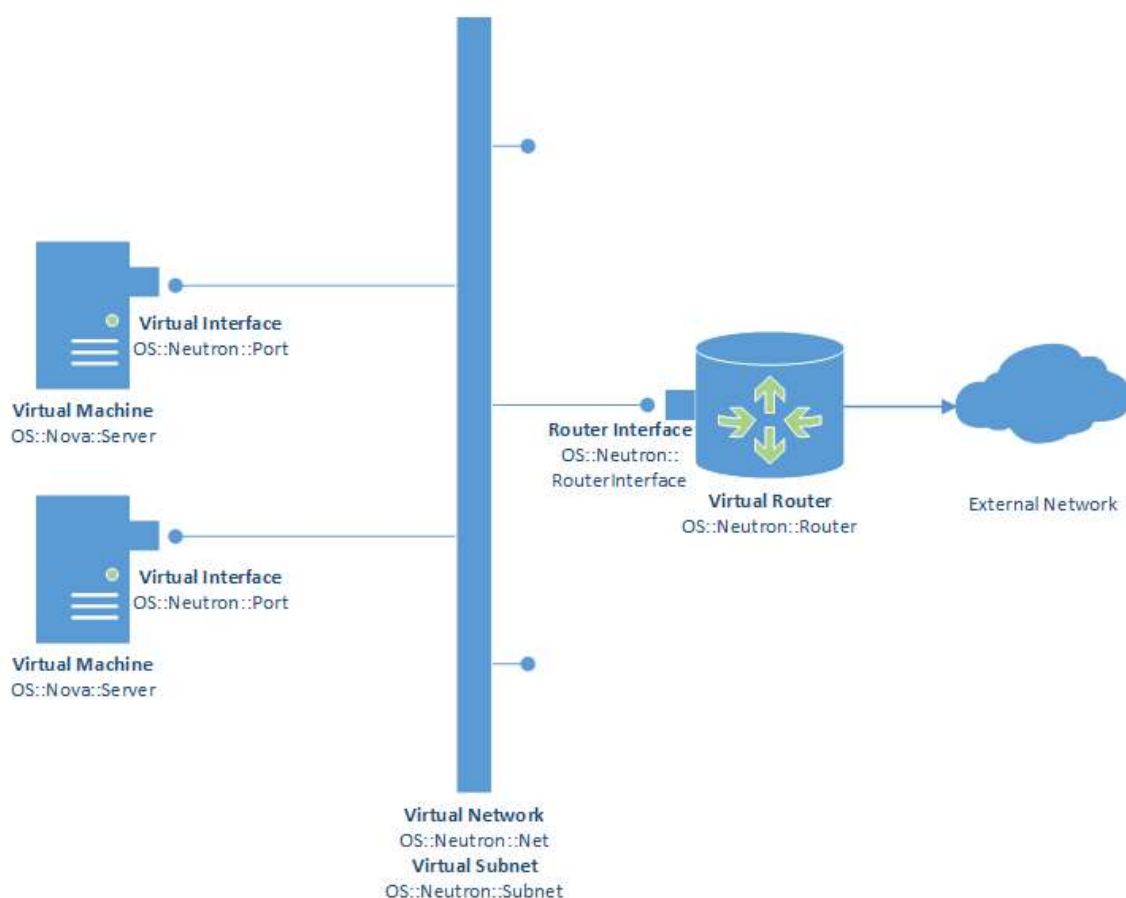 Virtual Interface
OS::Neutron::Port
Virtual Machine
OS::Nova::Server
Router Interface
OS::Neutron::
RouterInterface
Virtual Router
OS::Neutron::Router
External Network
Virtual Interface
OS::Neutron::Port
Virtual Machine
OS::Nova::Server
Virtual Network
OS::Neutron::Net
Virtual Subnet
OS::Neutron::Subnet